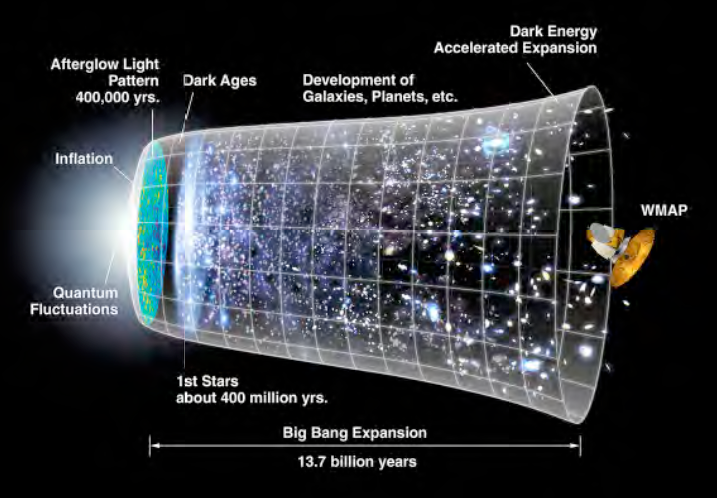 Dark Energy
Accelerated Expansion
Afterglow Light
Pattern
400,000 yrs.
Dark Ages
Development of
Galaxies, Planets, etc.
Inflation
WMAP
Quantum
Fluctuations
1st Stars
about 400 million yrs.
Big Bang Expansion
13.7 billion years